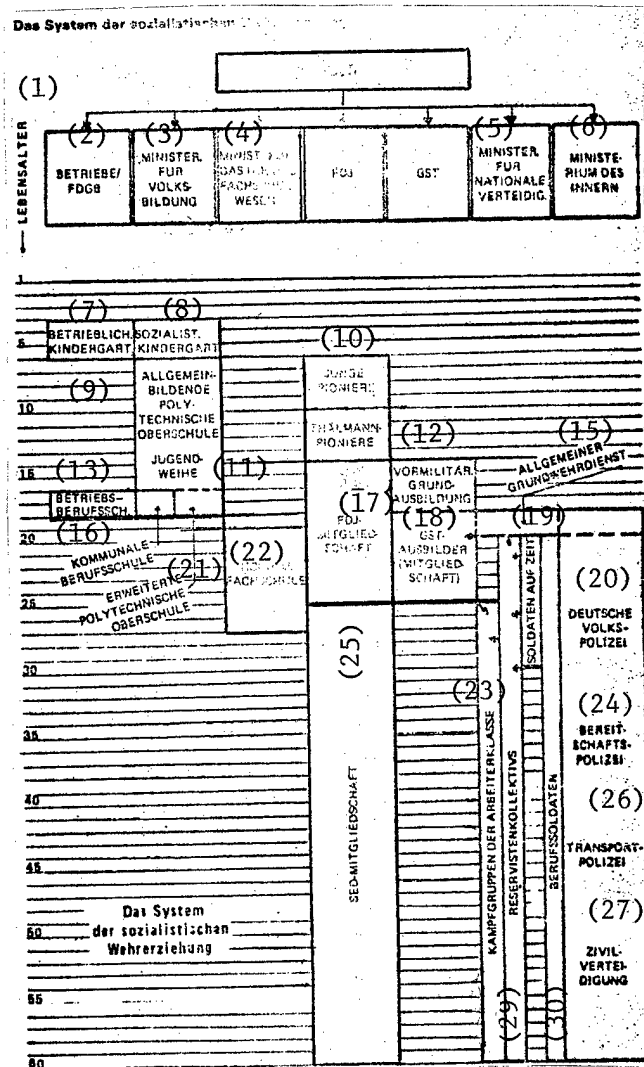 Das System der sozialistischen
(1)
(2) (3) (4) (5) (6)
LEBENSALTER
BETRIEBE/
FDGB
MINISTER
FÜR
VOLKS-
BILDUNG
FACHSCHUL
WESEN
FDJ
GST
MINISTER
FÜR
NATIONALE
VERTEIDIG.
MINISTE-
RIUM DES
INNERN
1
(7) (8)
5
BETRIEBLICH.
KINDERGART.
SOZIALIST.
KINDERGART
(9)
ALLGEMEIN-
BILDENDE
POLY-
TECHNISCHE
OBERSCHULE
JUGEND-
WEIHE
(10)
JUNGE
PIONIERE
10
THÄLMANN-
PIONIERE
(12)
(15)
ALLGEMEINER
GRUNDWEHRDIENST
15
(13)
(11)
VORMILITÄR.
GRUND-
AUSBILDUNG
BETRIEBS-
BERUFSSCH.
(17)
FDJ-
MITGLIED-
SCHAFT
(18)
GST-
AUSBILDER
(MITGLIED-
SCHAFT)
(19)
SOLDATEN AUF ZEIT
(16)
20
KOMMUNALE
BERUFSSCHULE
(21)
(22)
FACHSCHULE
ERWEITERTE
POLYTECHNISCHE
OBERSCHULE
25
(20)
DEUTSCHE
VOLKS-
POLIZEI
(25)
30
(23)
(24)
BEREIT-
SCHAFTS-
POLIZEI
35
SED-MITGLIEDSCHAFT
KAMPFGRUPPEN DER ARBEITERKLASSE
RESERVISTENKOLLEKTIVS
BERUFSSOLDATEN
40
(26)
TRANSPORT-
POLIZEI
45
(27)
ZIVIL-
VERTEI-
DIGUNG
50
Das System
der sozialistischen
Wehrerziehung
55
(29)
(30)
60